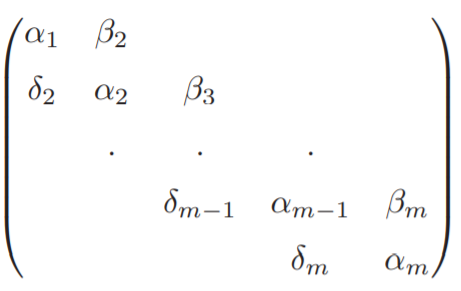 α₁ β₂
δ₂ α₂ β₃
. . .
δₘ₋₁ αₘ₋₁ βₘ
δₘ αₘ